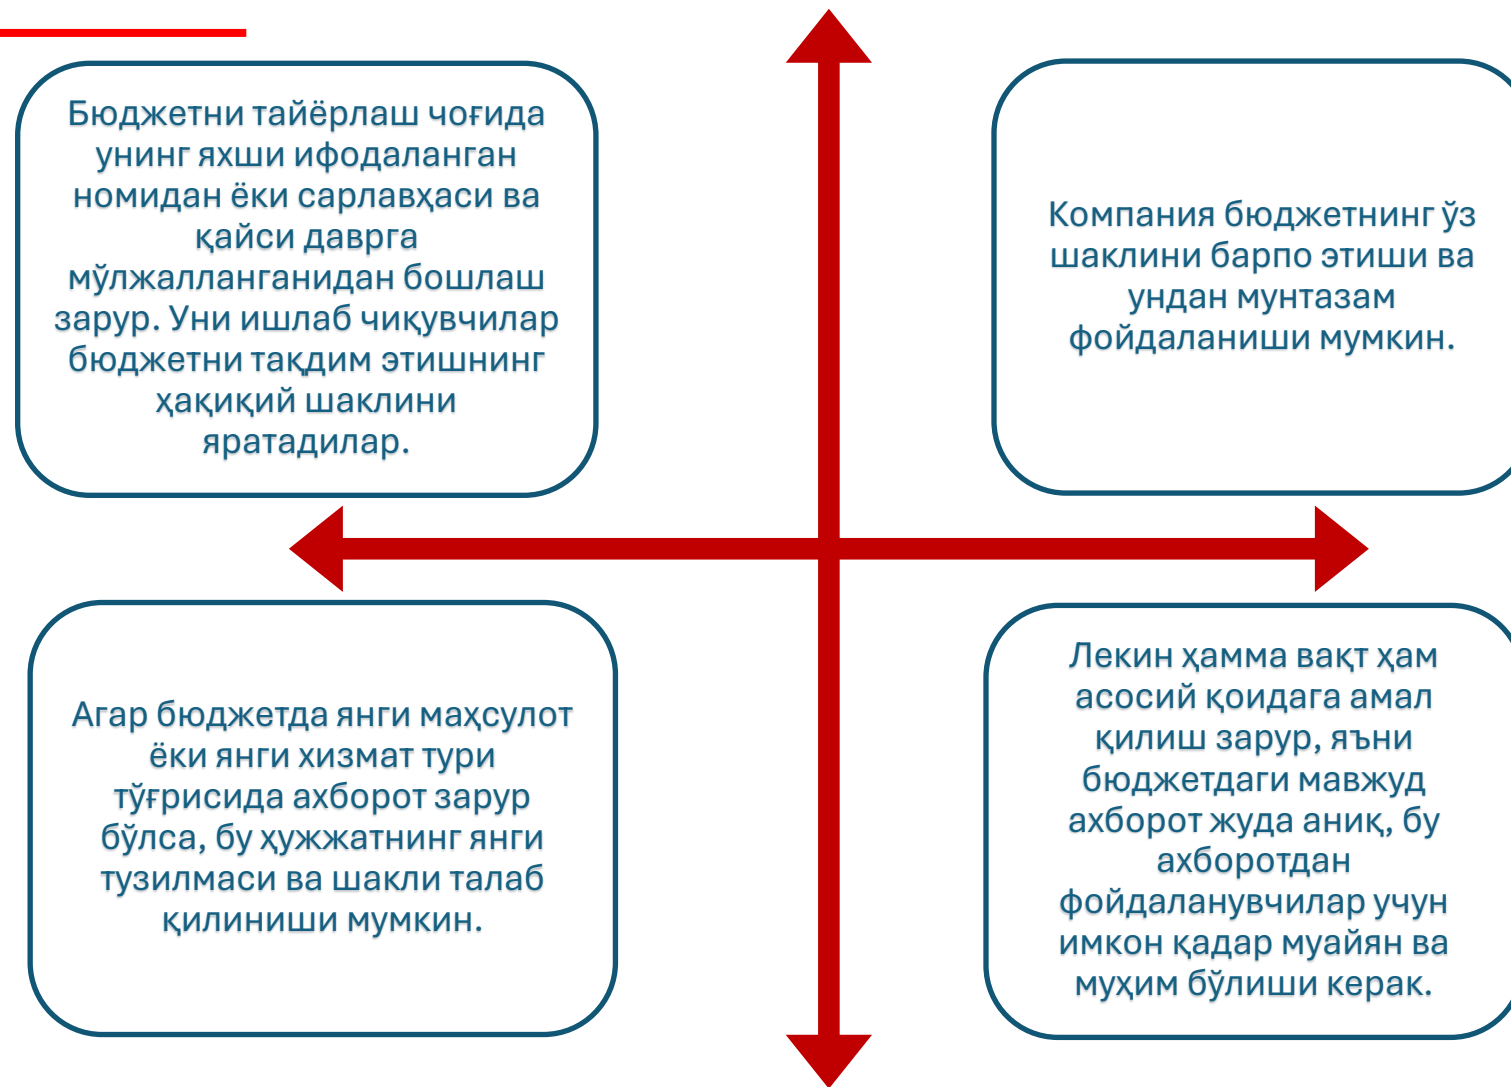 Бюджетни тайёрлаш чоғида
унинг яхши ифодаланган
номидан ёки сарлавҳаси ва
қайси даврга
мўлжалланганидан бошлаш
зарур. Уни ишлаб чиқувчилар
бюджетни тақдим этишнинг
ҳақиқий шаклини
яратадилар.
Компания бюджетнинг ўз
шаклини барпо этиши ва
ундан мунтазам
фойдаланиши мумкин.
Агар бюджетда янги маҳсулот
ёки янги хизмат тури
тўғрисида ахборот зарур
бўлса, бу ҳужжатнинг янги
тузилмаси ва шакли талаб
қилиниши мумкин.
Лекин ҳамма вақт ҳам
асосий қоидага амал
қилиш зарур, яъни
бюджетдаги мавжуд
ахборот жуда аниқ, бу
ахборотдан
фойдаланувчилар учун
имкон қадар муайян ва
муҳим бўлиши керак.